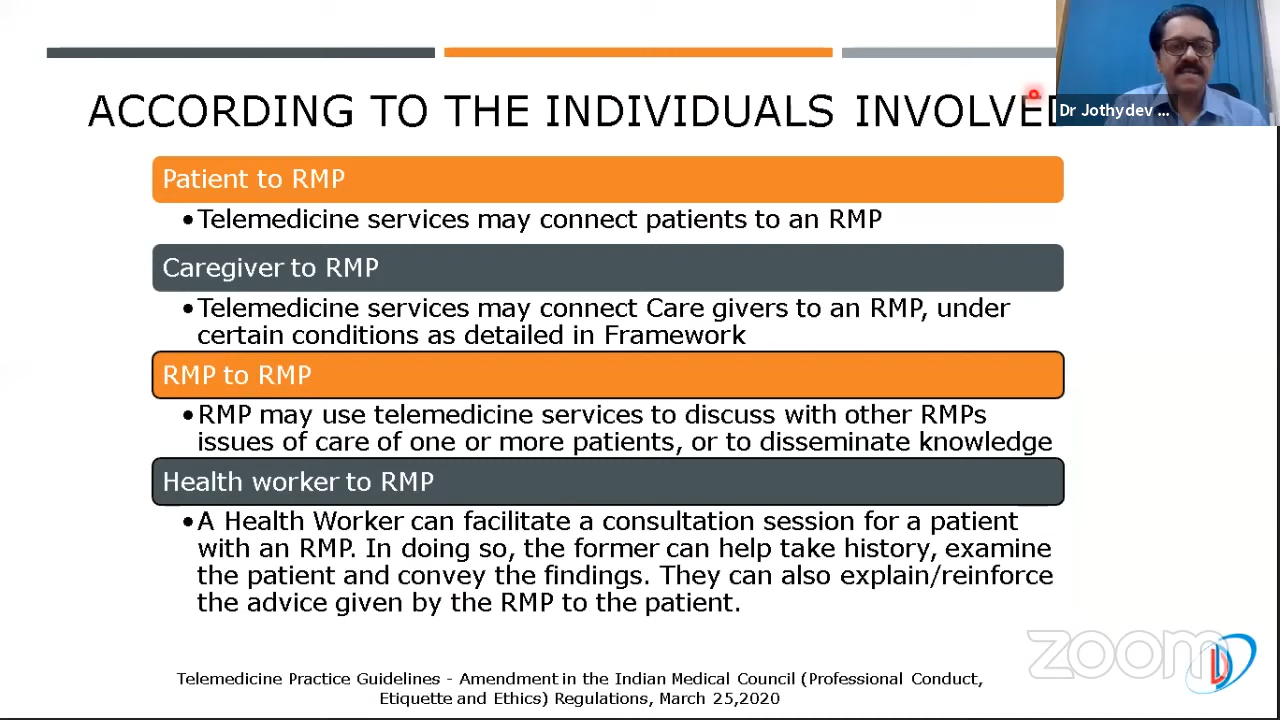 ACCORDING TO THE INDIVIDUALS INVOLVED
Dr Jothydev ...
Patient to RMP
•Telemedicine services may connect patients to an RMP
Caregiver to RMP
•Telemedicine services may connect Care givers to an RMP, under
certain conditions as detailed in Framework
RMP to RMP
•RMP may use telemedicine services to discuss with other RMPs
issues of care of one or more patients, or to disseminate knowledge
Health worker to RMP
•A Health Worker can facilitate a consultation session for a patient
with an RMP. In doing so, the former can help take history, examine
the patient and convey the findings. They can also explain/reinforce
the advice given by the RMP to the patient.
zoom
Telemedicine Practice Guidelines - Amendment in the Indian Medical Council (Professional Conduct,
Etiquette and Ethics) Regulations, March 25,2020